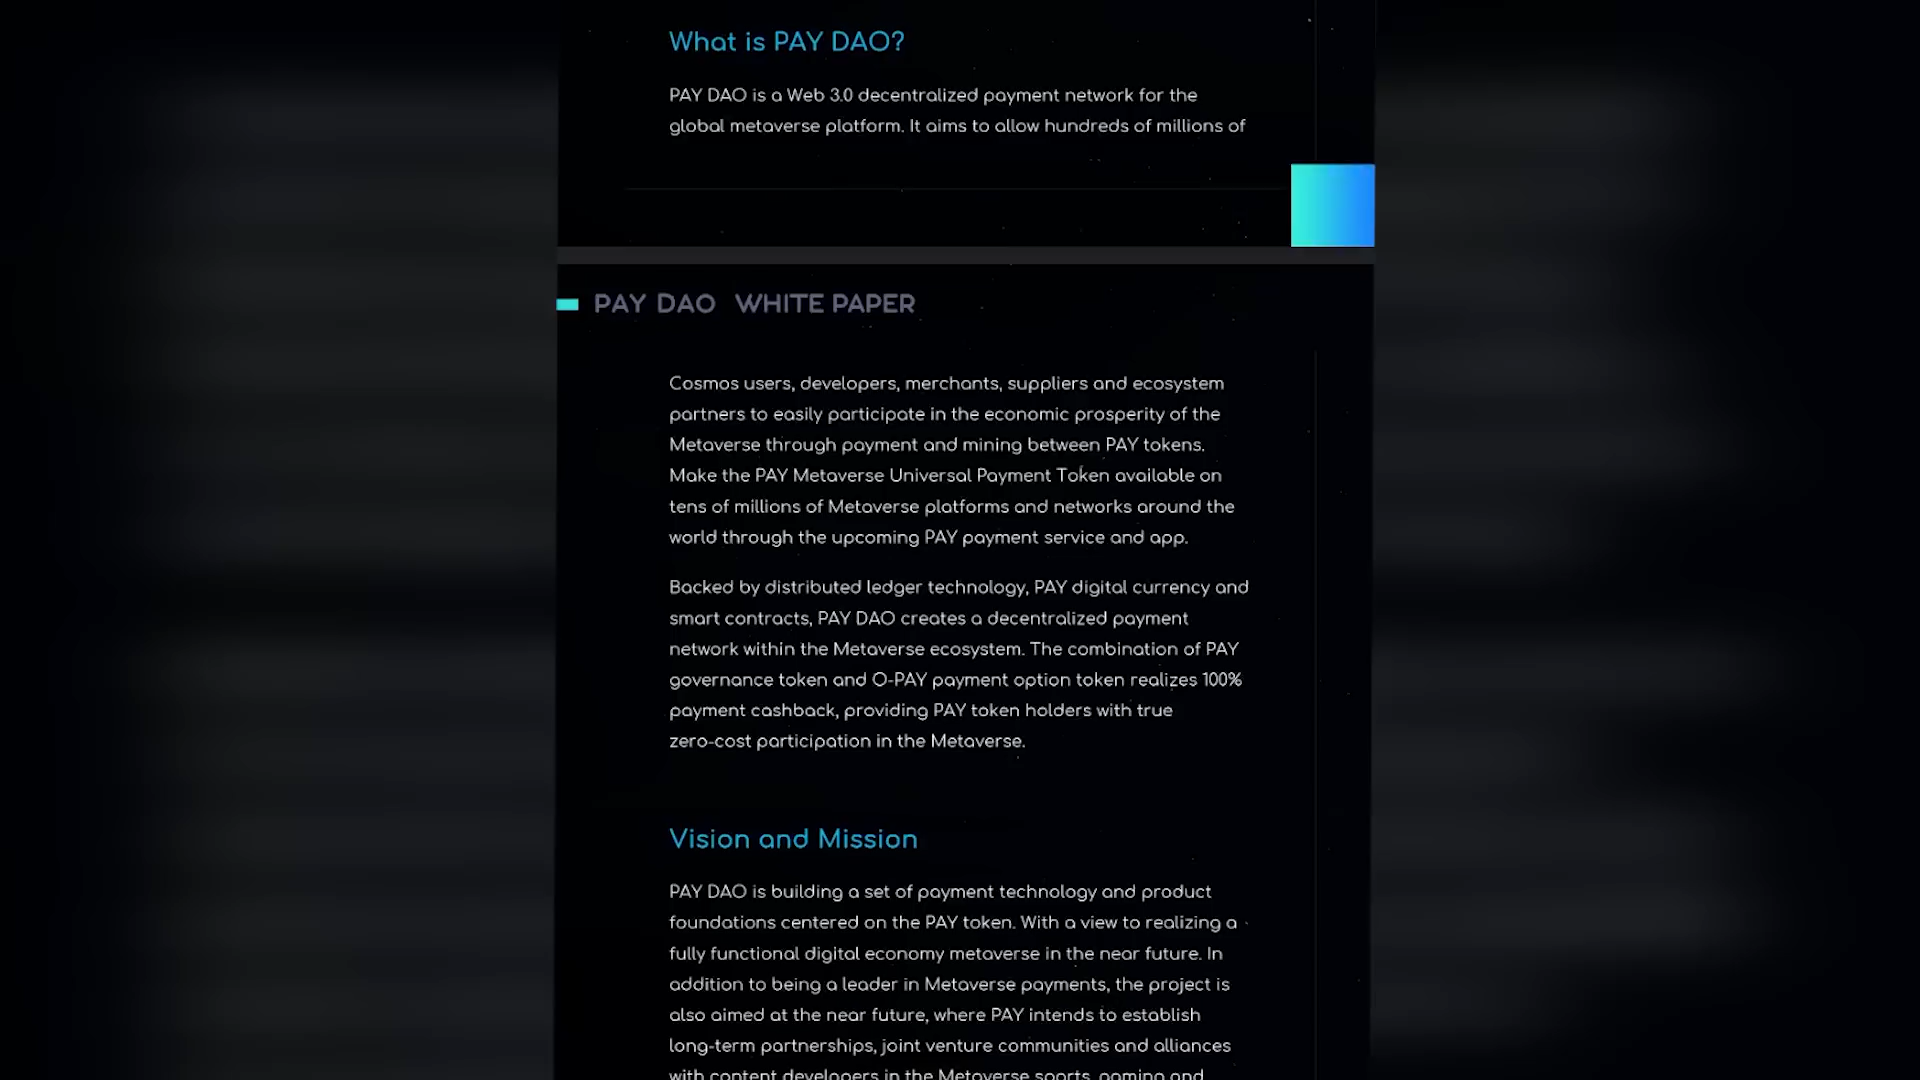 What is PAY DAO?
PAY DAO is a Web 3.0 decentralized payment network for the
global metaverse platform. It aims to allow hundreds of millions of
PAY DAO WHITE PAPER
Cosmos users, developers, merchants, suppliers and ecosystem
partners to easily participate in the economic prosperity of the
Metaverse through payment and mining between PAY tokens.
Make the PAY Metaverse Universal Payment Token available on
tens of millions of Metaverse platforms and networks around the
world through the upcoming PAY payment service and app.
Backed by distributed ledger technology, PAY digital currency and
smart contracts, PAY DAO creates a decentralized payment
network within the Metaverse ecosystem. The combination of PAY
governance token and O-PAY payment option token realizes 100%
payment cashback, providing PAY token holders with true
zero-cost participation in the Metaverse.
Vision and Mission
PAY DAO is building a set of payment technology and product
foundations centered on the PAY token. With a view to realizing a
fully functional digital economy metaverse in the near future. In
addition to being a leader in Metaverse payments, the project is
also aimed at the near future, where PAY intends to establish
long-term partnerships, joint venture communities and alliances
with content developers in the Metaverse sports, gaming and